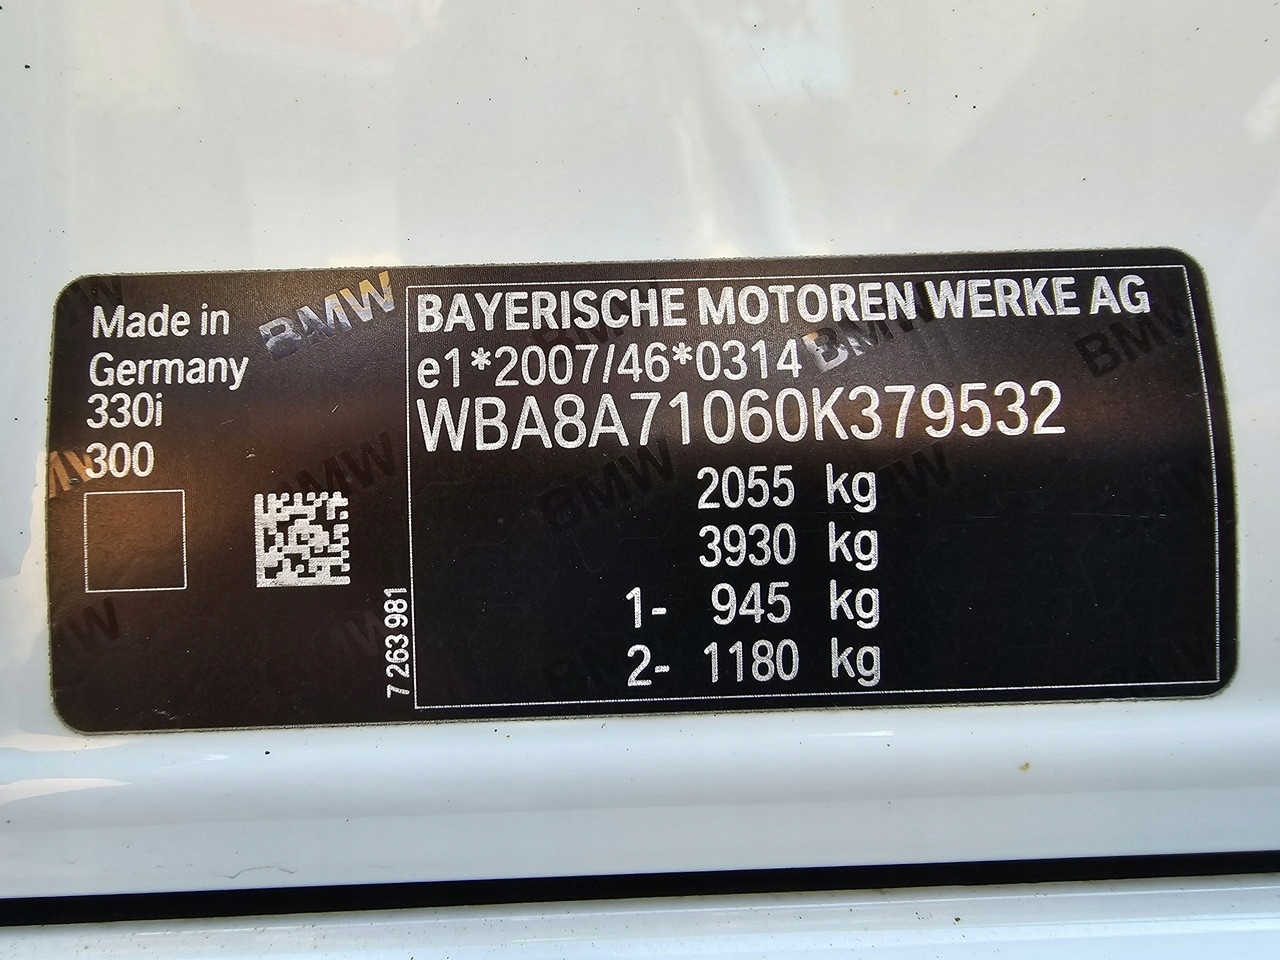 Made in
Germany
330i
300
BMW
7 263 981
BAYERISCHE MOTOREN WERKE AG
e1*2007/46*0314
WBA8A71060K379532
2055 kg
3930 kg
1- 945 kg
2- 1180 kg